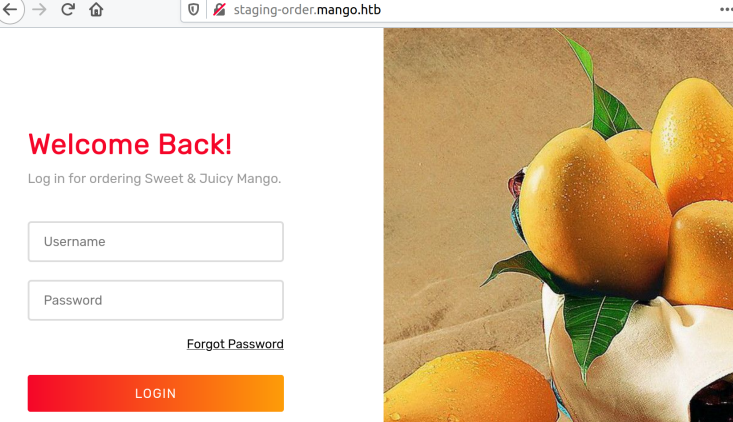 staging-order.mango.htb
Welcome Back!
Log in for ordering Sweet & Juicy Mango.
Username
Password
Forgot Password
LOGIN